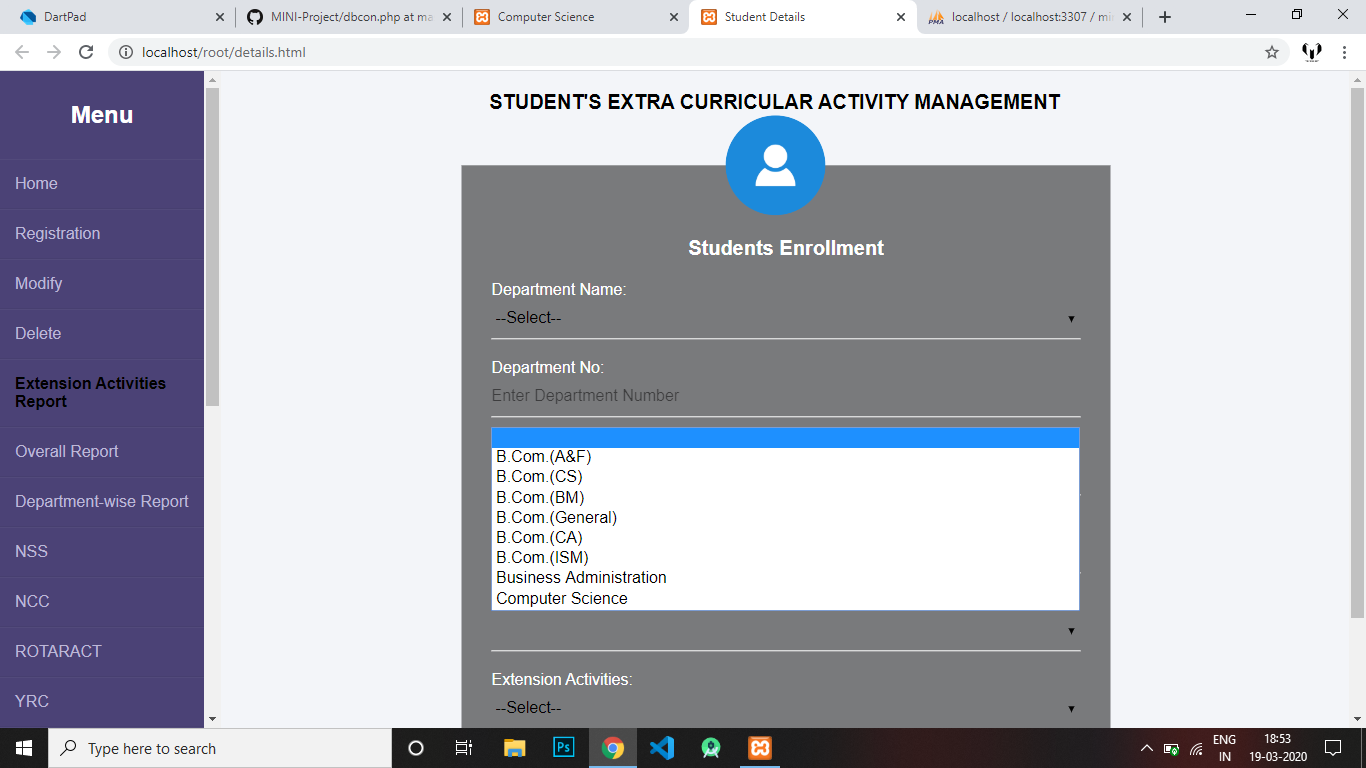 DartPad
MINI-Project/dbcon.php at ma
Computer Science
Student Details
localhost / localhost:3307 / mi
localhost/root/details.html
Menu
Home
Registration
Modify
Delete
Extension Activities
Report
Overall Report
Department-wise Report
NSS
NCC
ROTARACT
YRC
STUDENT'S EXTRA CURRICULAR ACTIVITY MANAGEMENT
Students Enrollment
Department Name:
--Select--
Department No:
Enter Department Number
B.Com.(A&F)
B.Com.(CS)
B.Com.(BM)
B.Com.(General)
B.Com.(CA)
B.Com.(ISM)
Business Administration
Computer Science
Extension Activities:
--Select--
Type here to search
Ps
ENG
IN
18:53
19-03-2020